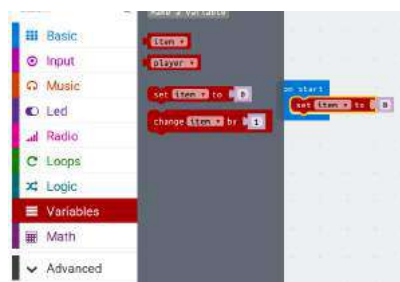 Make a Variable
Basic
item
Input
player
Music
set item to 0
on start
Led
set item to 0
change item by 1
Radio
Loops
Logic
Variables
Math
Advanced